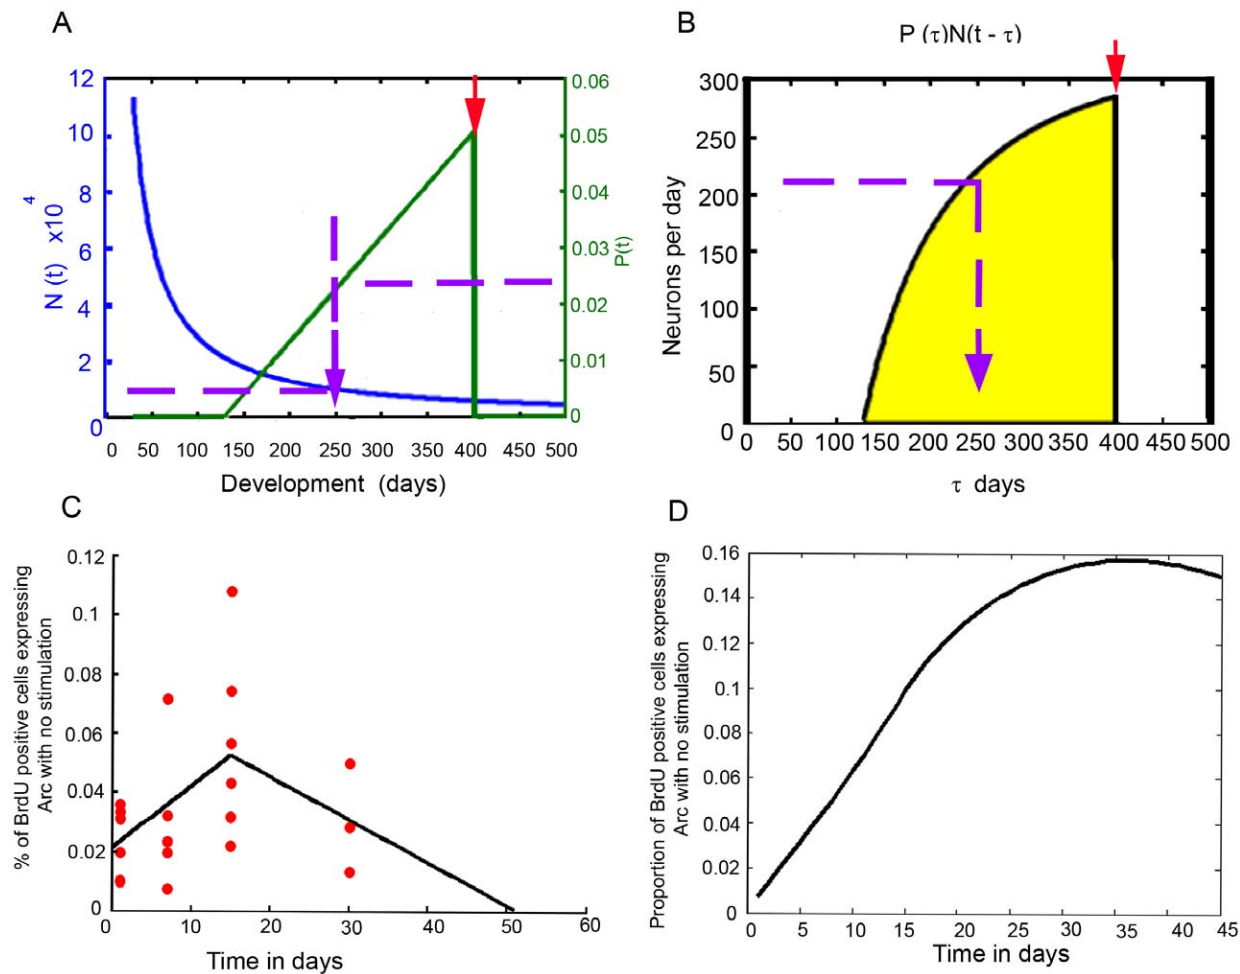 A
N (t) x10 4
12
10
8
6
4
2
0
0.06
0.05
0.04
0.03
0.02
0.01
0
P(t)
0 50 100 150 200 250 300 350 400 450 500
Development (days)
B
P (τ)N(t - τ)
Neurons per day
300
250
200
150
100
50
0
0 50 100 150 200 250 300 350 400 450 500
τ days
C
% of BrdU positive cells expressing
Arc with no stimulation
0.12
0.1
0.08
0.06
0.04
0.02
0
0 10 20 30 40 50 60
Time in days
D
Proportion of BrdU positive cells expressing
Arc with no stimulation
0.16
0.14
0.12
0.1
0.08
0.06
0.04
0.02
0
0 5 10 15 20 25 30 35 40 45
Time in days